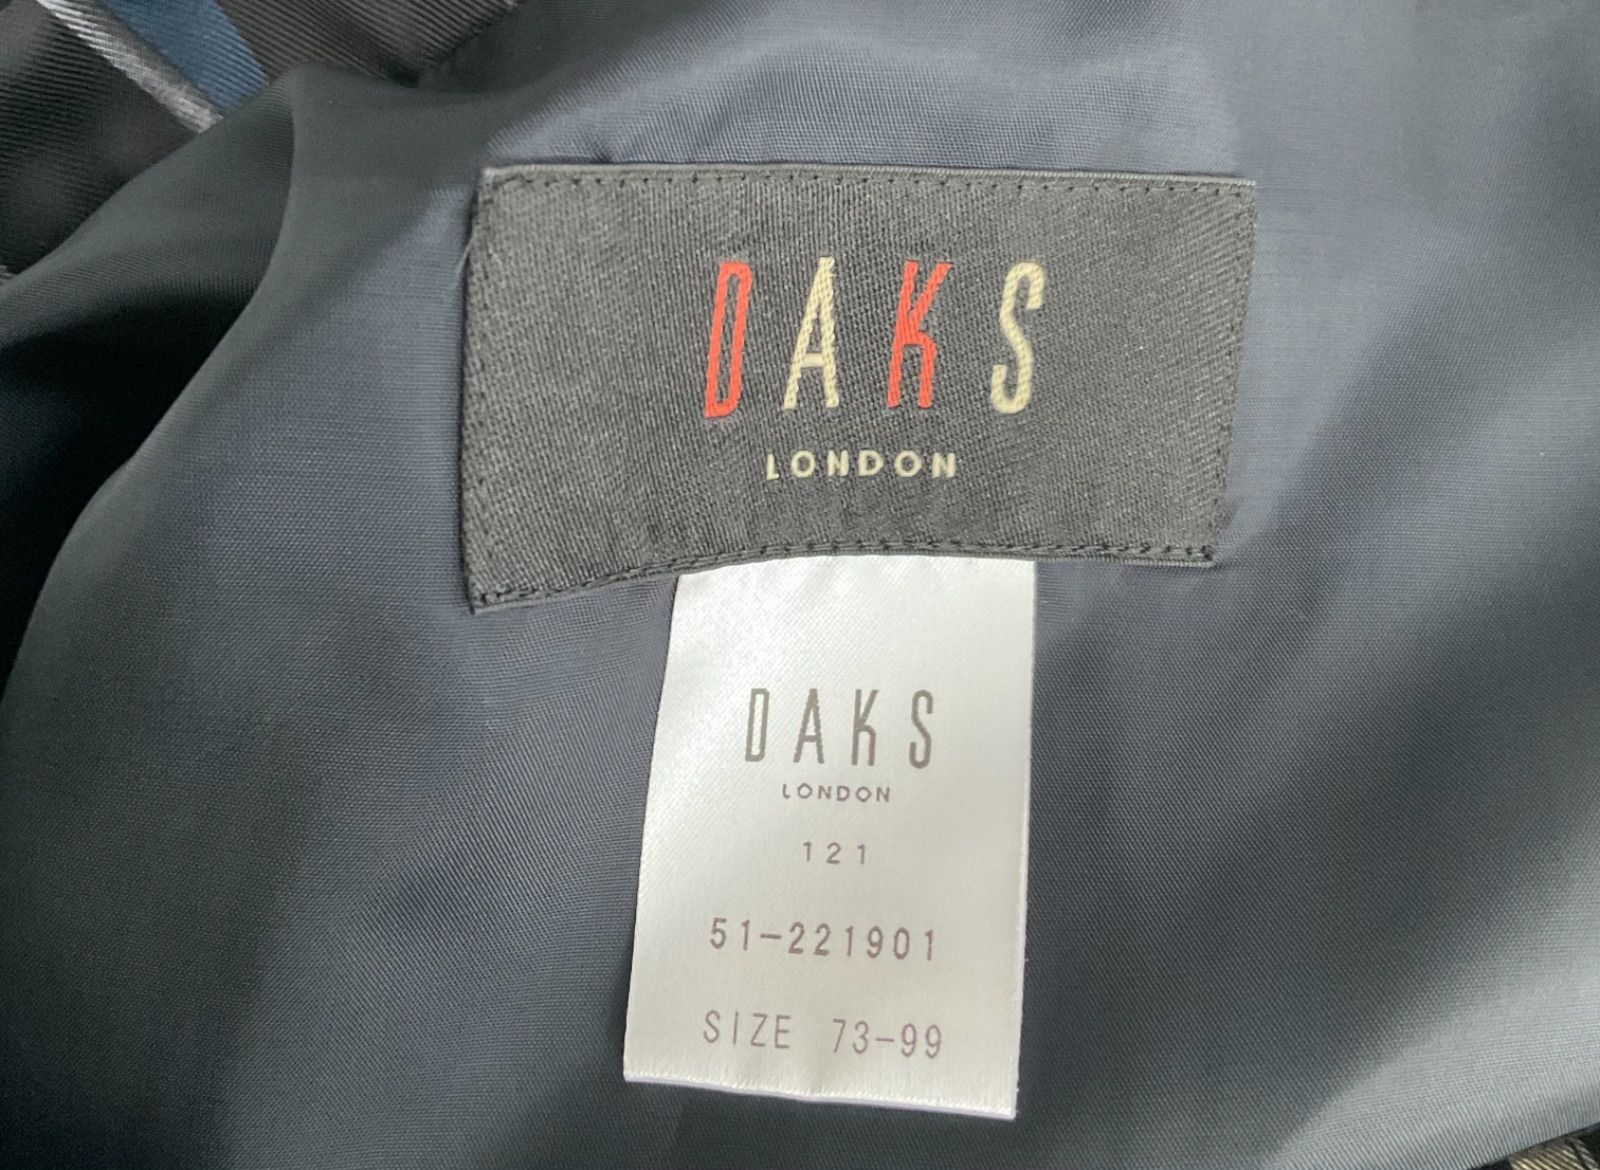 DAKS
LONDON
DAKS
LONDON
121
51-221901
SIZE 73-99